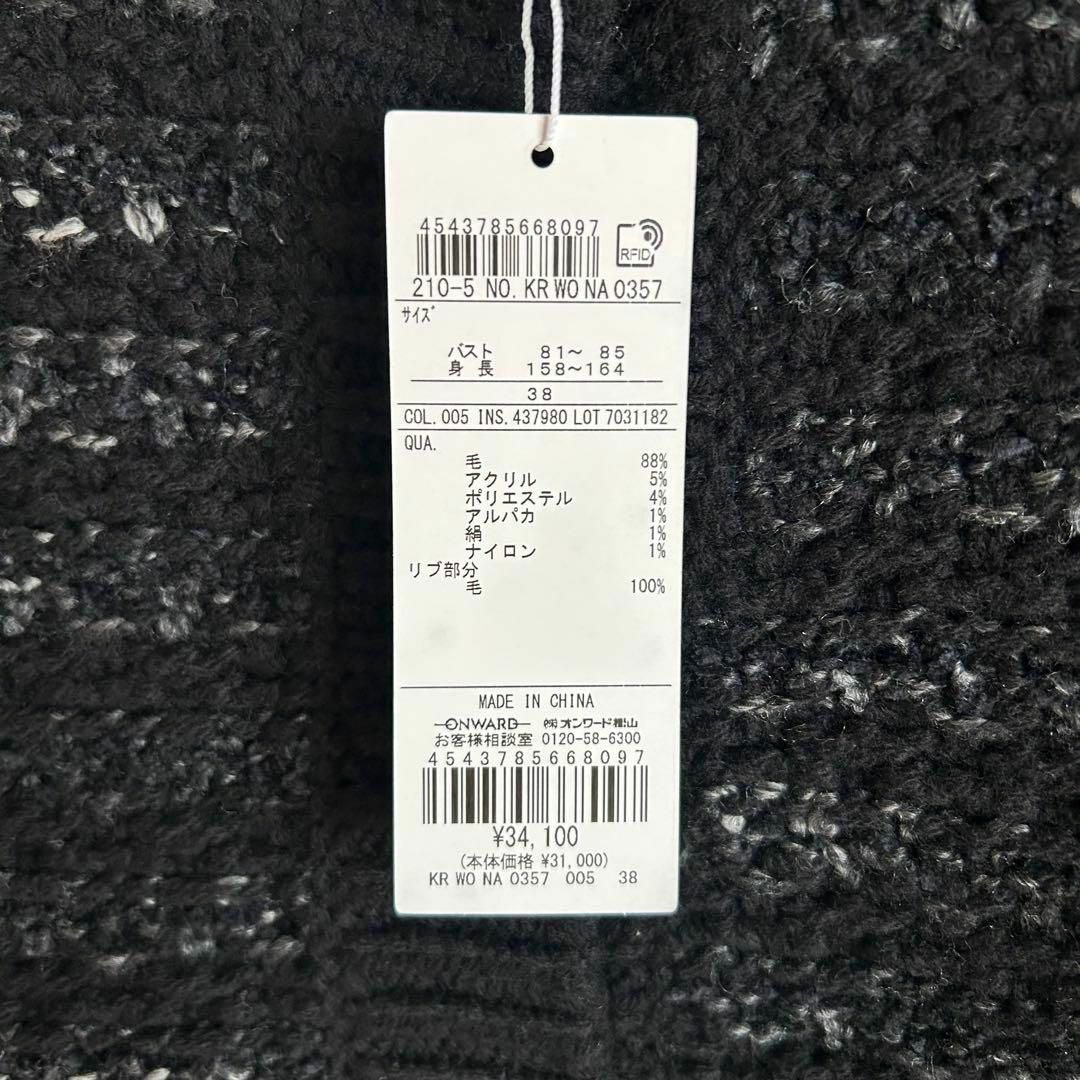 4543785668097
RFID
210-5 NO. KR WO NA 0357
サイズ
バスト 81～ 85
身 長 158～164
38
COL. 005 INS. 437980 LOT 7031182
QUA.
毛 88%
アクリル 5%
ポリエステル 4%
アルパカ 1%
絹 1%
ナイロン 1%
リブ部分
毛 100%
MADE IN CHINA
ONWARD ㈱オンワード樫山
お客様相談室 0120-58-6300
4543785668097
¥34,100
(本体価格 ¥31,000)
KR WO NA 0357 005 38